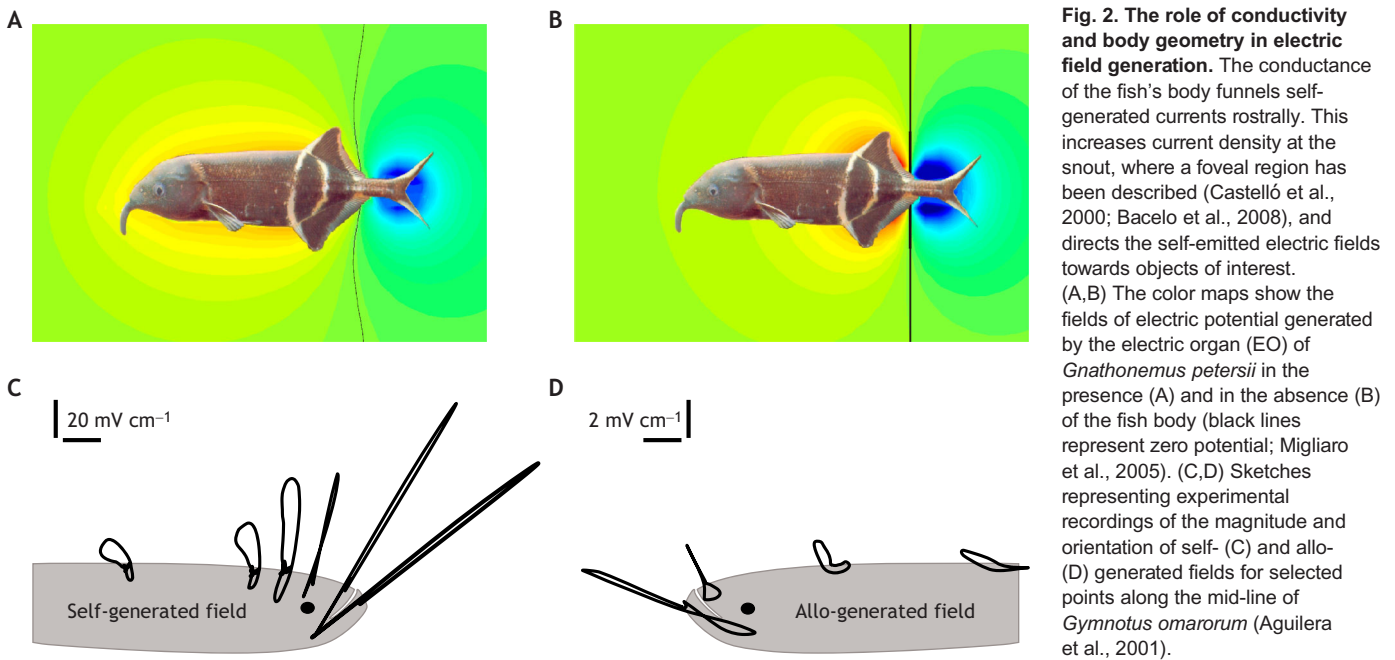 A
B
C
20 mV cm–1
Self-generated field
D
2 mV cm–1
Allo-generated field
Fig. 2. The role of conductivity
and body geometry in electric
field generation. The conductance
of the fish’s body funnels self-
generated currents rostrally. This
increases current density at the
snout, where a foveal region has
been described (Castelló et al.,
2000; Bacelo et al., 2008), and
directs the self-emitted electric fields
towards objects of interest.
(A,B) The color maps show the
fields of electric potential generated
by the electric organ (EO) of
Gnathonemus petersii in the
presence (A) and in the absence (B)
of the fish body (black lines
represent zero potential; Migliaro
et al., 2005). (C,D) Sketches
representing experimental
recordings of the magnitude and
orientation of self- (C) and allo-
(D) generated fields for selected
points along the mid-line of
Gymnotus omarorum (Aguilera
et al., 2001).